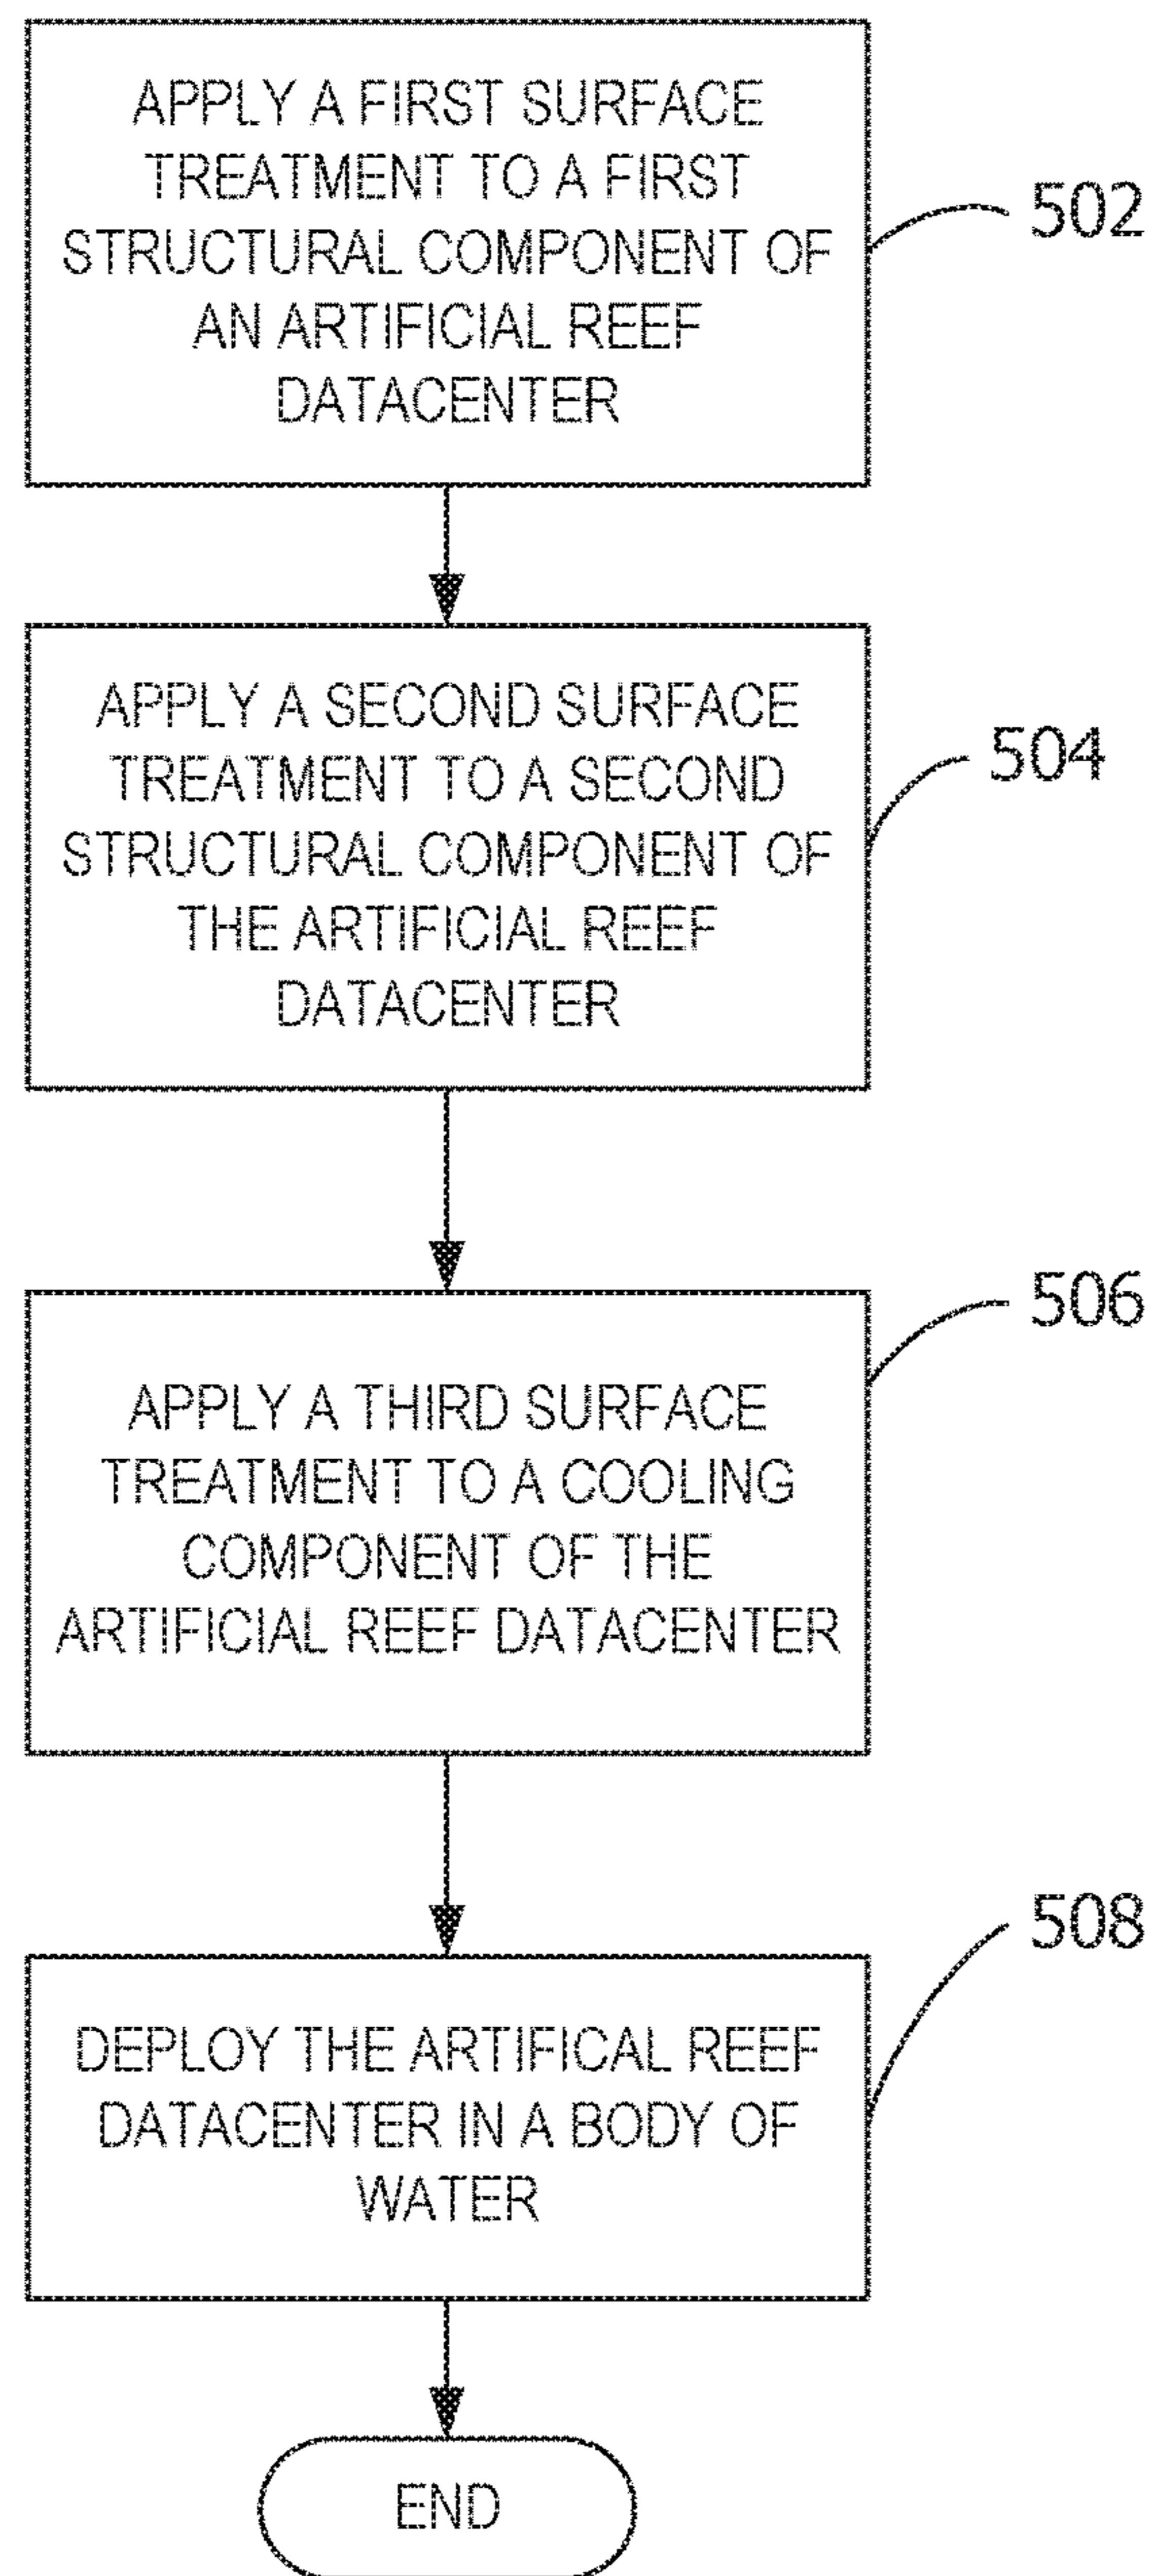 APPLY A FIRST SURFACE
TREATMENT TO A FIRST
STRUCTURAL COMPONENT OF
AN ARTIFICIAL REEF
DATACENTER
502
APPLY A SECOND SURFACE
TREATMENT TO A SECOND
STRUCTURAL COMPONENT OF
THE ARTIFICIAL REEF
DATACENTER
504
APPLY A THIRD SURFACE
TREATMENT TO A COOLING
COMPONENT OF THE
ARTIFICIAL REEF DATACENTER
506
DEPLOY THE ARTIFICAL REEF
DATACENTER IN A BODY OF
WATER
508
END